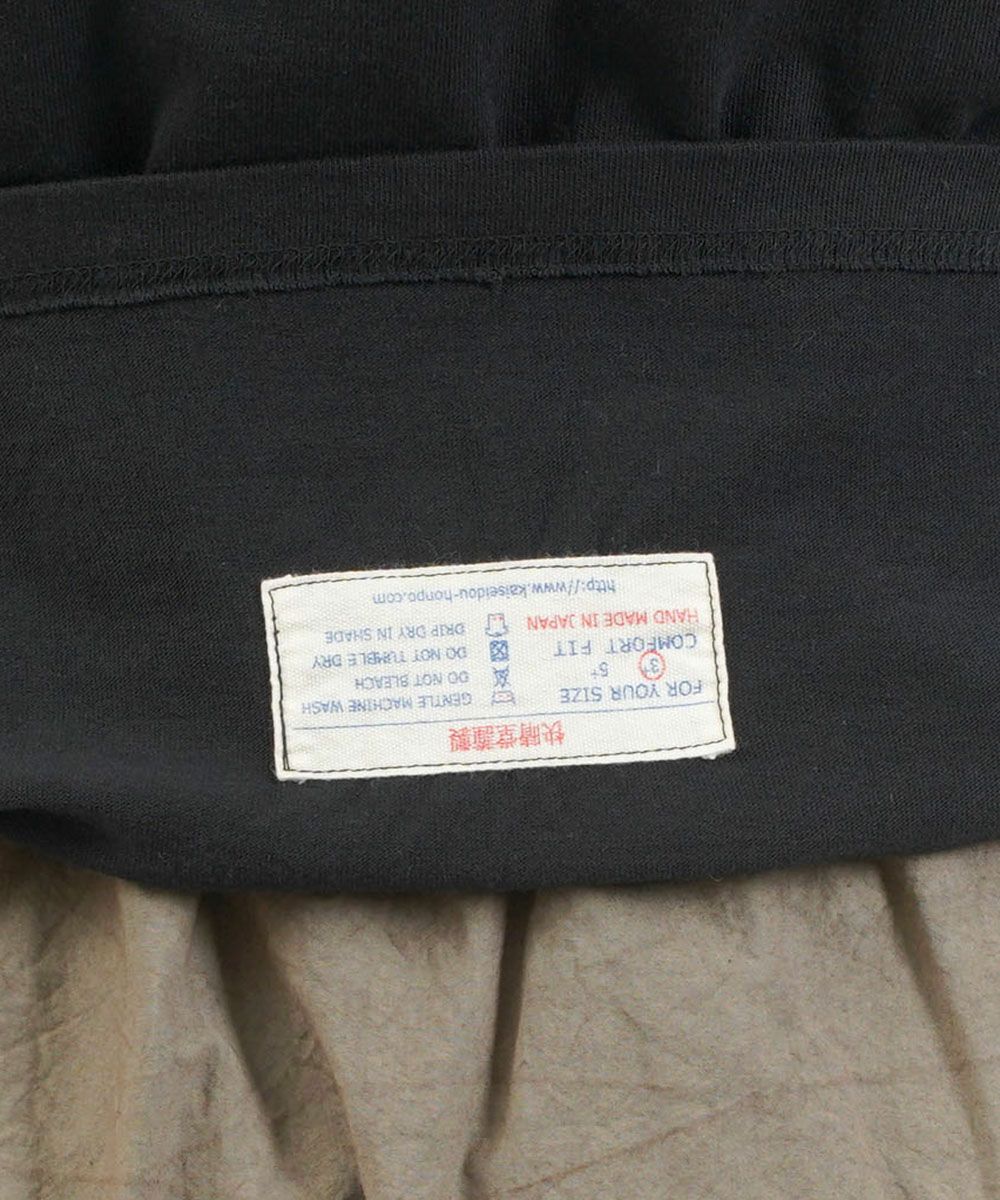 快晴堂謹製
FOR YOUR SIZE
3+ 5+
COMFORT FIT
HAND MADE IN JAPAN
GENTLE MACHINE WASH
DO NOT BLEACH
DO NOT TUMBLE DRY
DRIP DRY IN SHADE
http://www.kaiseidou-honpo.com